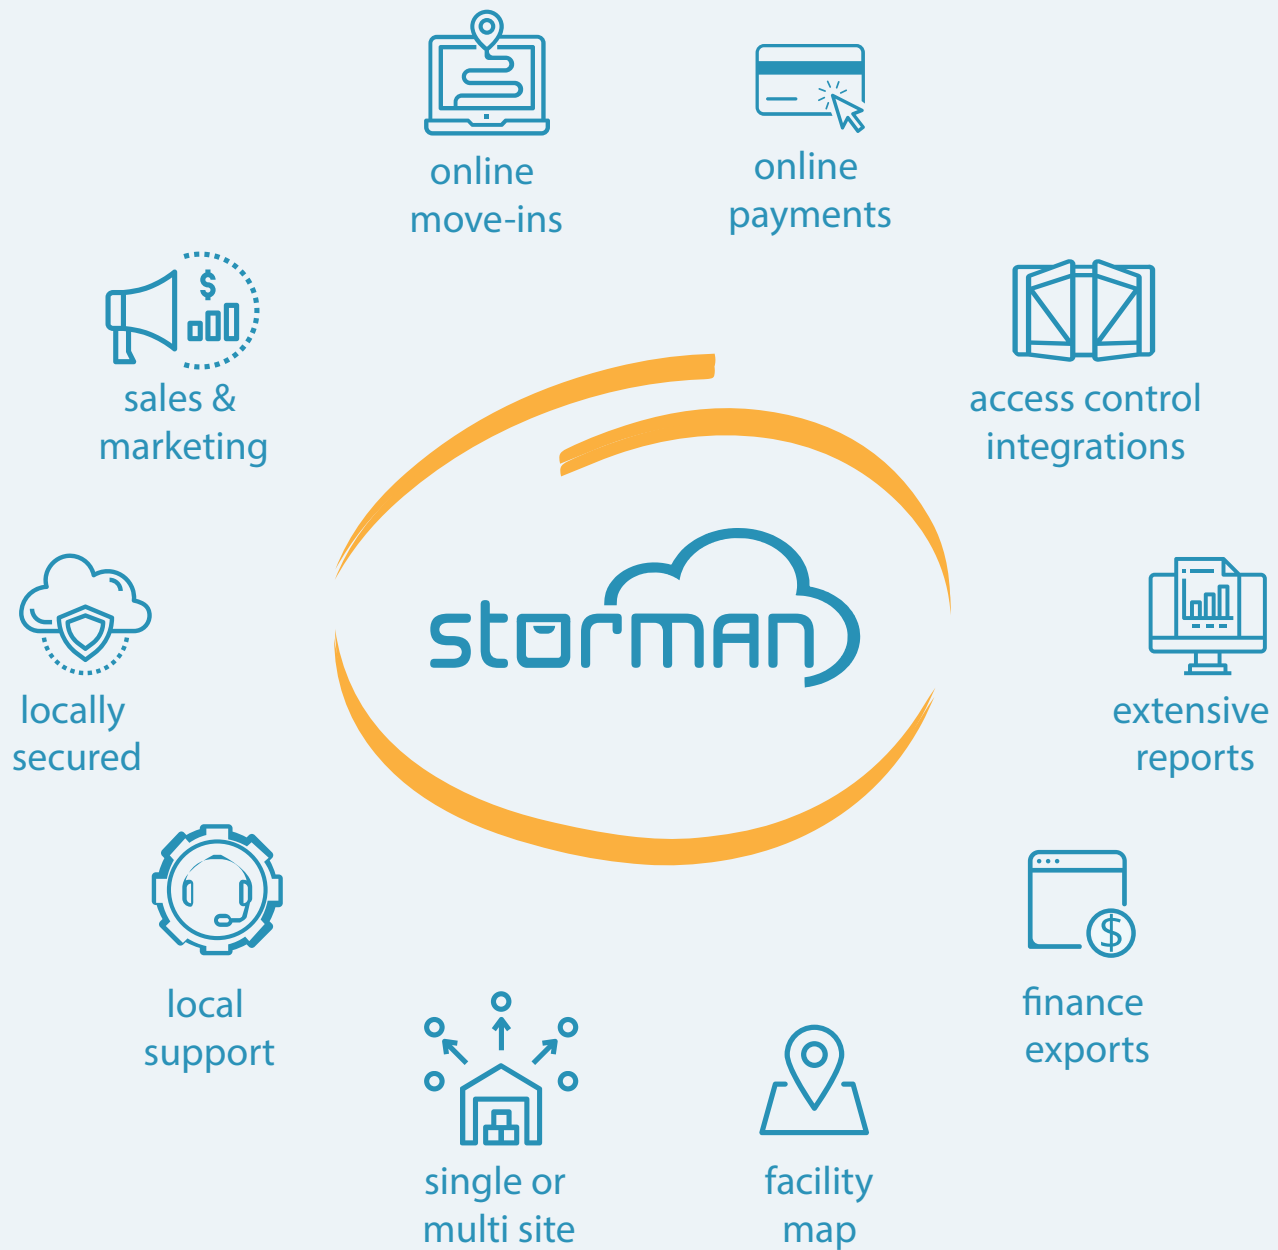 online
move-ins
online
payments
sales &
marketing
$
access control
integrations
storman
locally
secured
extensive
reports
local
support
$
finance
exports
single or
multi site
facility
map